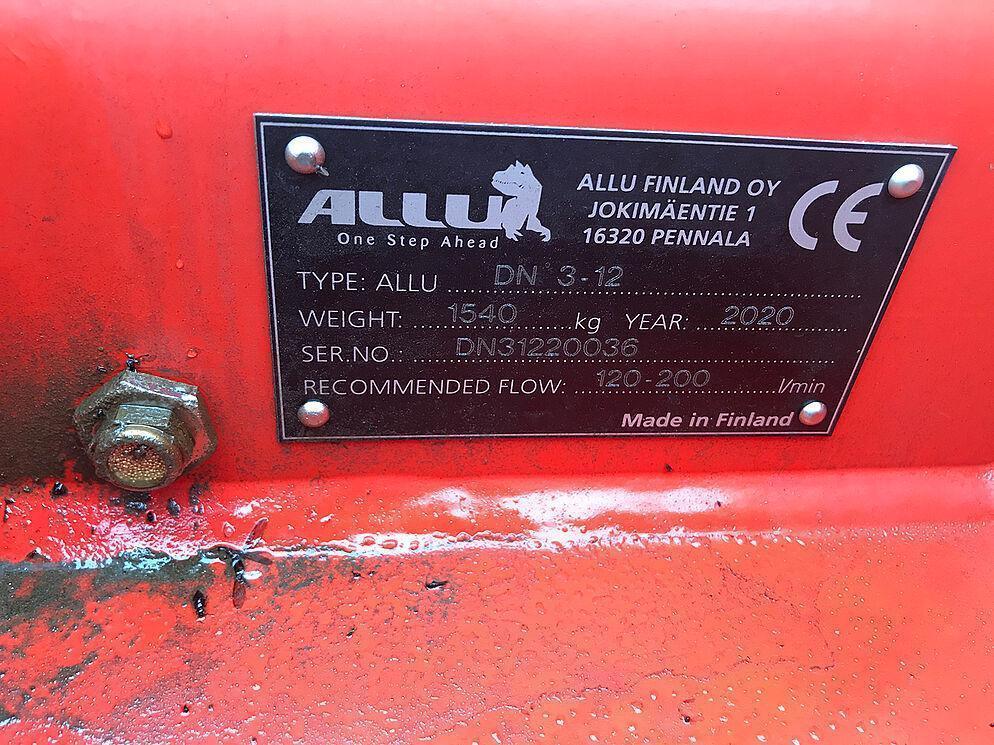 ALLU
One Step Ahead
ALLU FINLAND OY
JOKIMÄENTIE 1
16320 PENNALA
CE
TYPE: ALLU DN 3-12
WEIGHT: 1540 kg YEAR: 2020
SER.NO.: DN31220036
RECOMMENDED FLOW: 120-200 l/min
Made in Finland